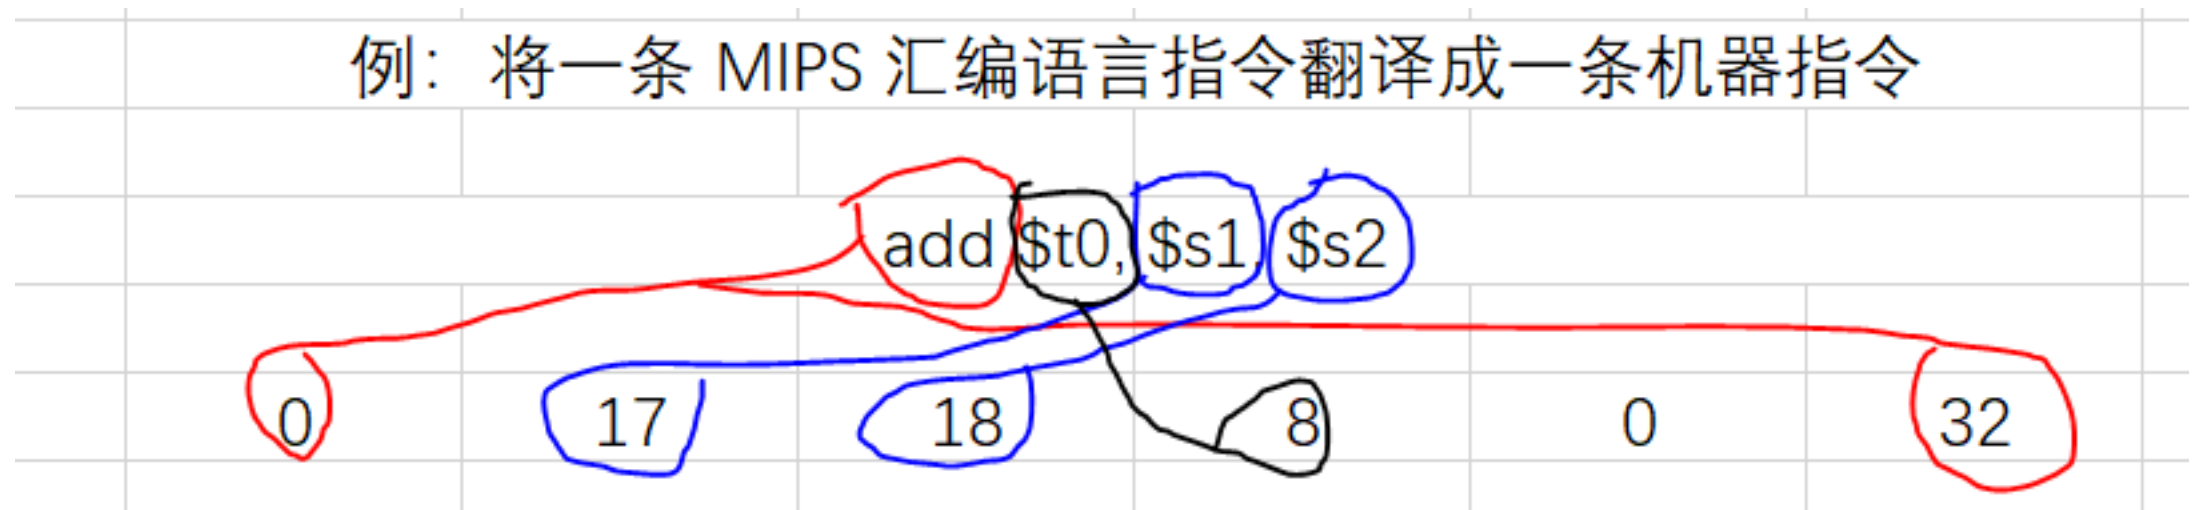 例：将一条 MIPS 汇编语言指令翻译成一条机器指令
add $t0, $s1, $s2
0 17 18 8 0 32